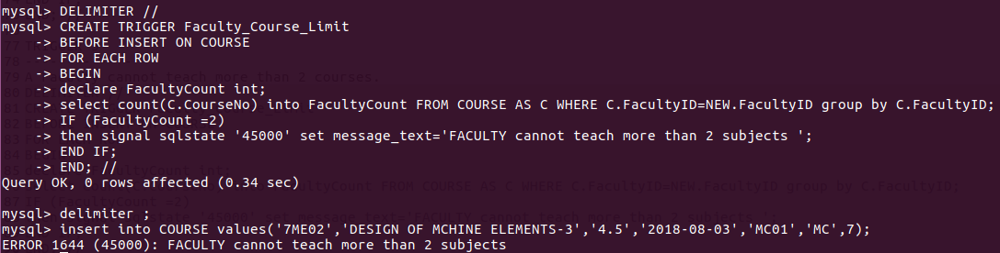 mysql> DELIMITER //
mysql> CREATE TRIGGER Faculty_Course_Limit
    -> BEFORE INSERT ON COURSE
    -> FOR EACH ROW
    -> BEGIN
    -> declare FacultyCount int;
    -> select count(C.CourseNo) into FacultyCount FROM COURSE AS C WHERE C.FacultyID=NEW.FacultyID group by C.FacultyID;
    -> IF (FacultyCount =2)
    -> then signal sqlstate '45000' set message_text='FACULTY cannot teach more than 2 subjects ';
    -> END IF;
    -> END; //
Query OK, 0 rows affected (0.34 sec)

mysql> delimiter ;
mysql> insert into COURSE values('7ME02','DESIGN OF MCHINE ELEMENTS-3','4.5','2018-08-03','MC01','MC',7);
ERROR 1644 (45000): FACULTY cannot teach more than 2 subjects